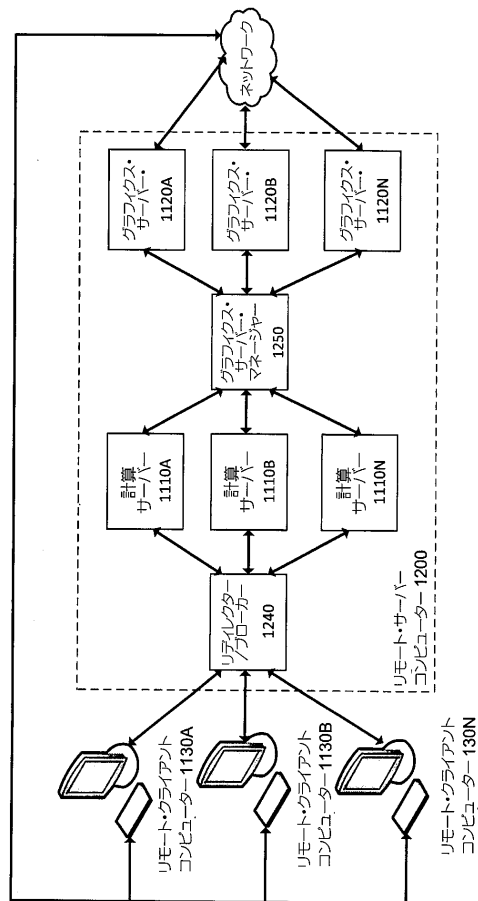 リモート・クライアント
コンピューター 1130A
リモート・クライアント
コンピューター 1130B
リモート・クライアント
コンピューター 130N
リディレクター
/ブローカー
1240
計算
サーバー
1110A
計算
サーバー
1110B
計算
サーバー
1110N
グラフィクス・
サーバー・
マネージャー
1250
グラフィクス・
サーバー・
1120A
グラフィクス・
サーバー・
1120B
グラフィクス・
サーバー・
1120N
リモート・サーバー
コンピューター 1200
ネットワーク